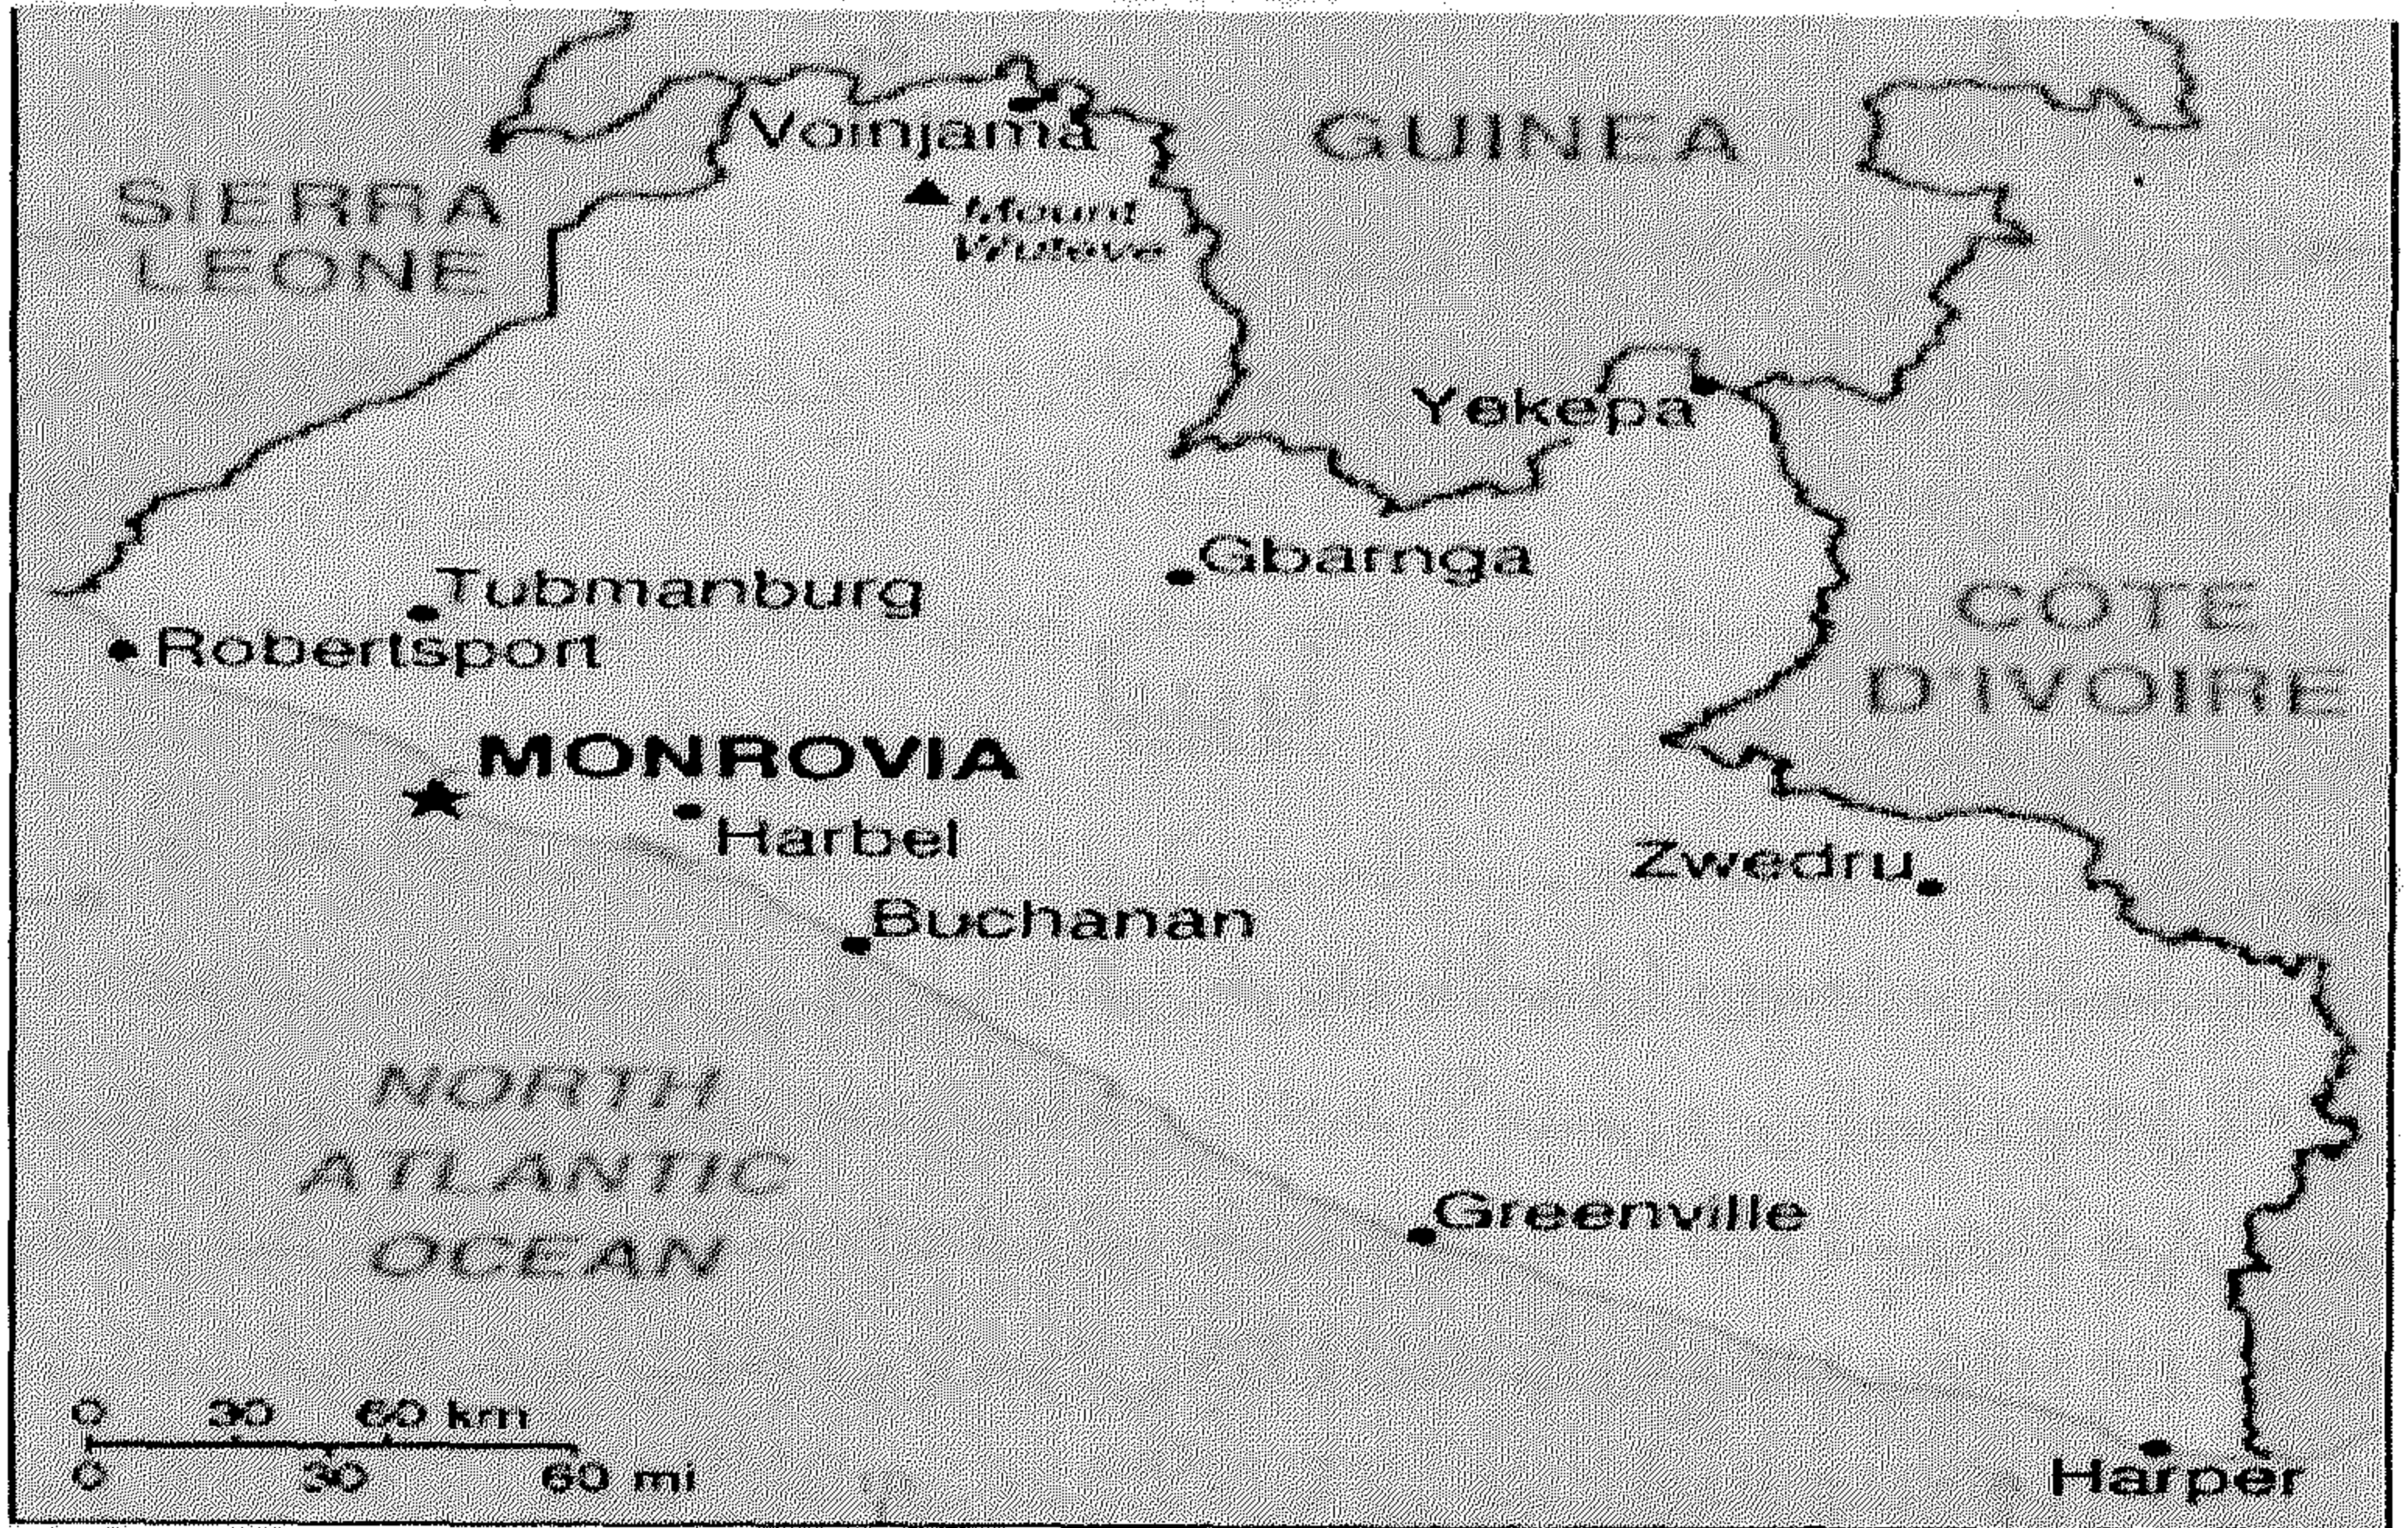 Voinjama
GUINEA
SIERRA
LEONE
Mount
Wuteve
Yekepa
Gbarnga
Tubmanburg
Robertsport
CÔTE
D'IVOIRE
MONROVIA
Harbel
Zwedru
Buchanan
NORTH
ATLANTIC
OCEAN
Greenville
0 30 60 km
0 30 60 mi
Harper